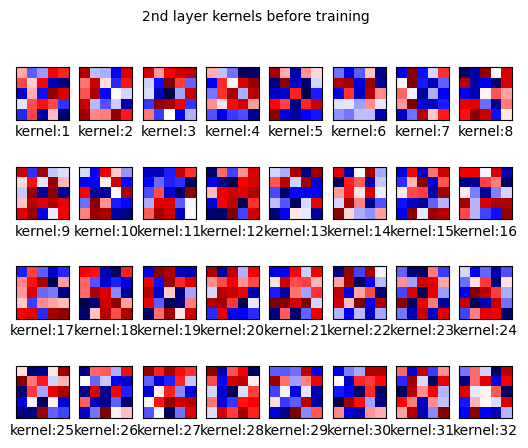 2nd layer kernels before training
kernel:1 kernel:2 kernel:3 kernel:4 kernel:5 kernel:6 kernel:7 kernel:8
kernel:9 kernel:10 kernel:11 kernel:12 kernel:13 kernel:14 kernel:15 kernel:16
kernel:17 kernel:18 kernel:19 kernel:20 kernel:21 kernel:22 kernel:23 kernel:24
kernel:25 kernel:26 kernel:27 kernel:28 kernel:29 kernel:30 kernel:31 kernel:32